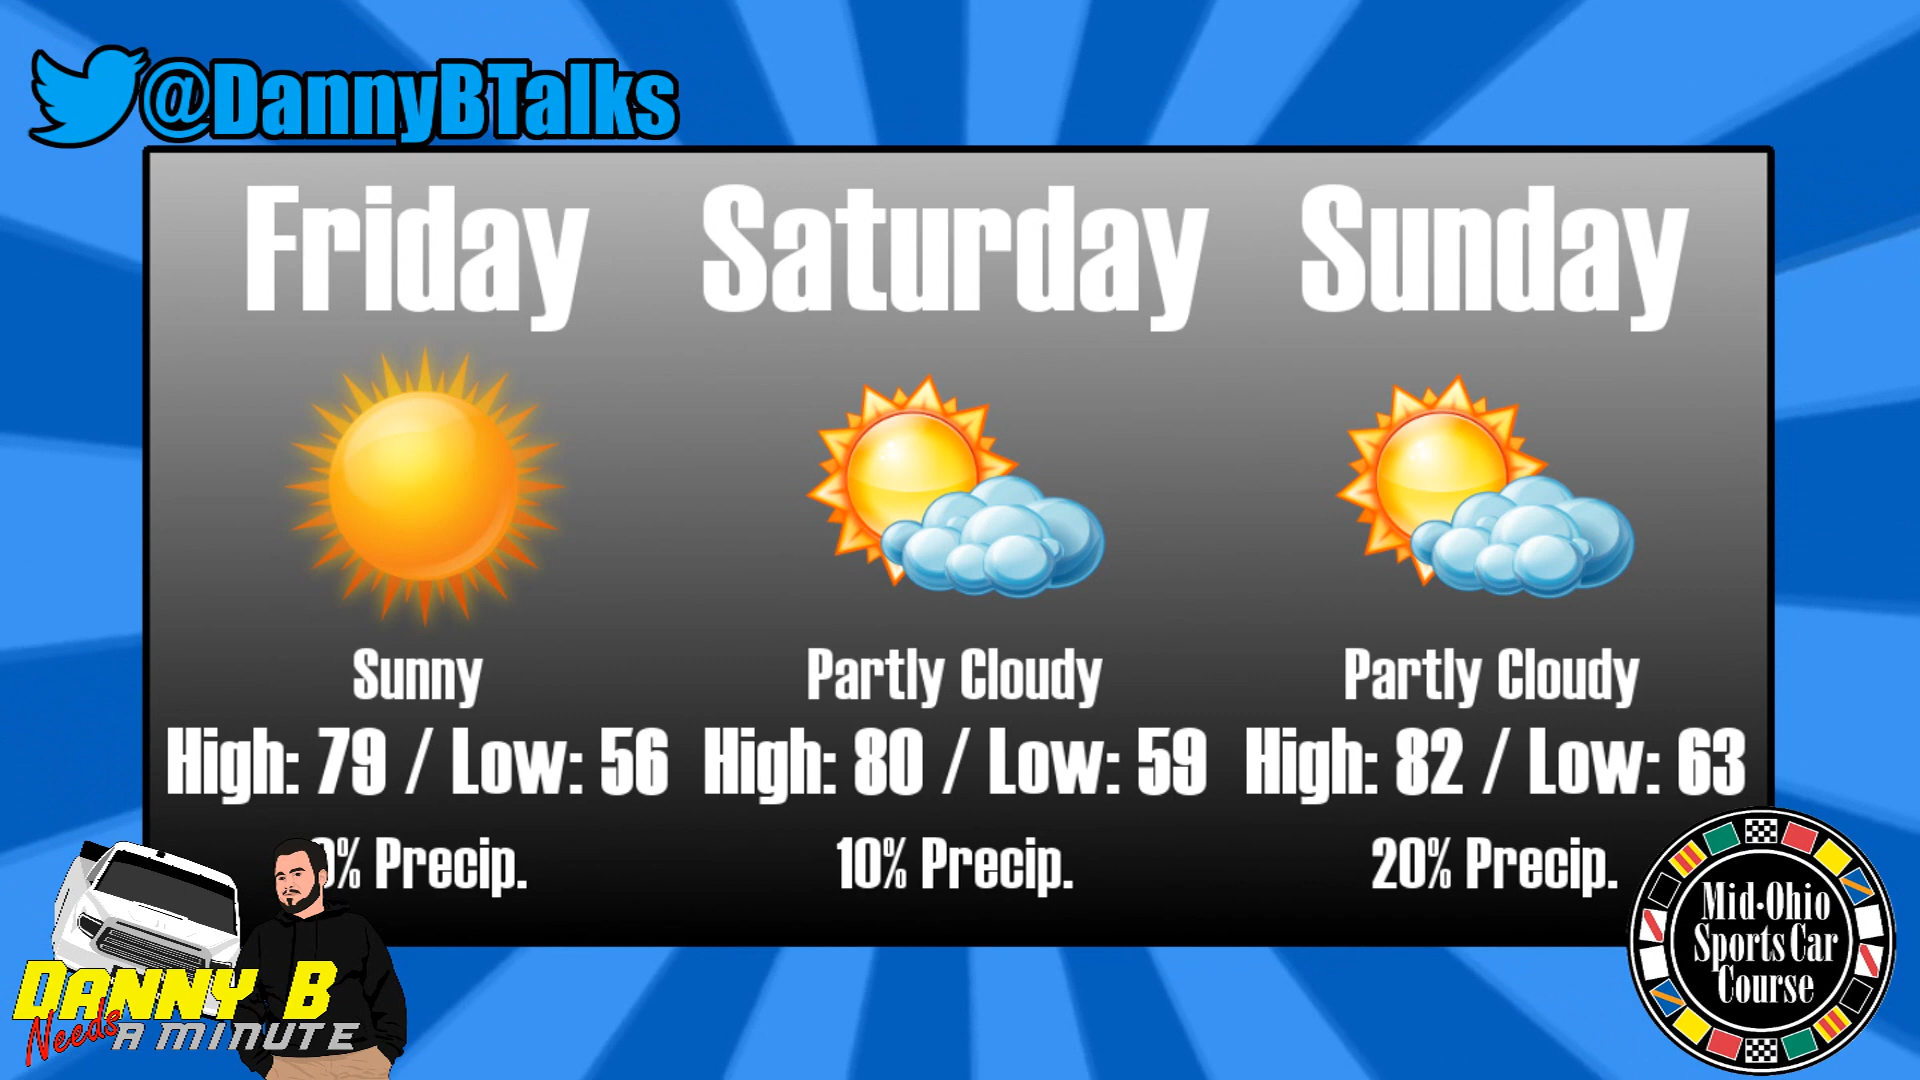 @DannyBTalks
Friday Saturday Sunday
Sunny Partly Cloudy Partly Cloudy
High: 79 / Low: 56 High: 80 / Low: 59 High: 82 / Low: 63
% Precip. 10% Precip. 20% Precip.
DANNY B
Needs A MINUTE
Mid·Ohio
Sports Car
Course